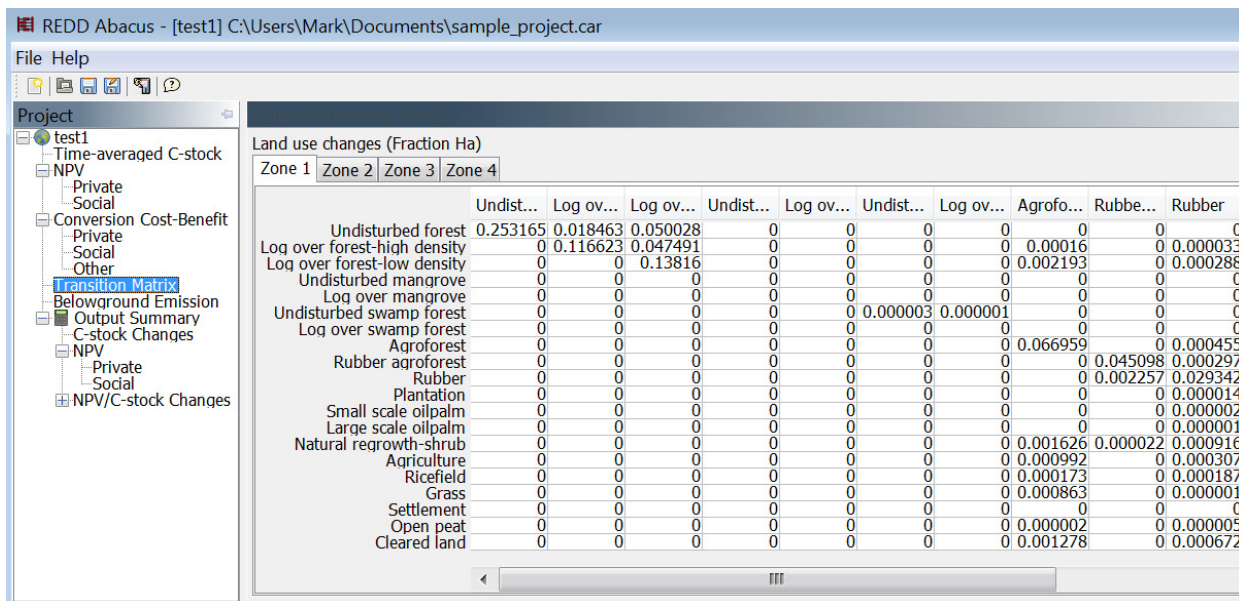 REDD Abacus - [test1] C:\Users\Mark\Documents\sample_project.car
File Help
Project
test1
Time-averaged C-stock
NPV
Private
Social
Conversion Cost-Benefit
Private
Social
Other
Transition Matrix
Belowground Emission
Output Summary
C-stock Changes
NPV
Private
Social
NPV/C-stock Changes
Land use changes (Fraction Ha)
Zone 1 Zone 2 Zone 3 Zone 4
Undist... Log ov... Log ov... Undist... Log ov... Undist... Log ov... Agrofo... Rubbe... Rubber
Undisturbed forest 0.253165 0.018463 0.050028 0 0 0 0 0 0 0
Log over forest-high density 0 0.116623 0.047491 0 0 0 0 0.00016 0 0.000033
Log over forest-low density 0 0 0.13816 0 0 0 0 0.002193 0 0.000288
Undisturbed mangrove 0 0 0 0 0 0 0 0 0 0
Log over mangrove 0 0 0 0 0 0 0 0 0 0
Undisturbed swamp forest 0 0 0 0 0 0.000003 0.000001 0 0 0
Log over swamp forest 0 0 0 0 0 0 0 0 0 0
Agroforest 0 0 0 0 0 0 0 0.066959 0 0.000455
Rubber agroforest 0 0 0 0 0 0 0 0 0.045098 0.000297
Rubber 0 0 0 0 0 0 0 0 0.002257 0.029342
Plantation 0 0 0 0 0 0 0 0 0 0.000014
Small scale oilpalm 0 0 0 0 0 0 0 0 0 0.000002
Large scale oilpalm 0 0 0 0 0 0 0 0 0 0.000001
Natural regrowth-shrub 0 0 0 0 0 0 0 0.001626 0.000022 0.000916
Agriculture 0 0 0 0 0 0 0 0.000992 0 0.000307
Ricefield 0 0 0 0 0 0 0 0.000173 0 0.000187
Grass 0 0 0 0 0 0 0 0.000863 0 0.000001
Settlement 0 0 0 0 0 0 0 0 0 0
Open peat 0 0 0 0 0 0 0 0.000002 0 0.000005
Cleared land 0 0 0 0 0 0 0 0.001278 0 0.000672